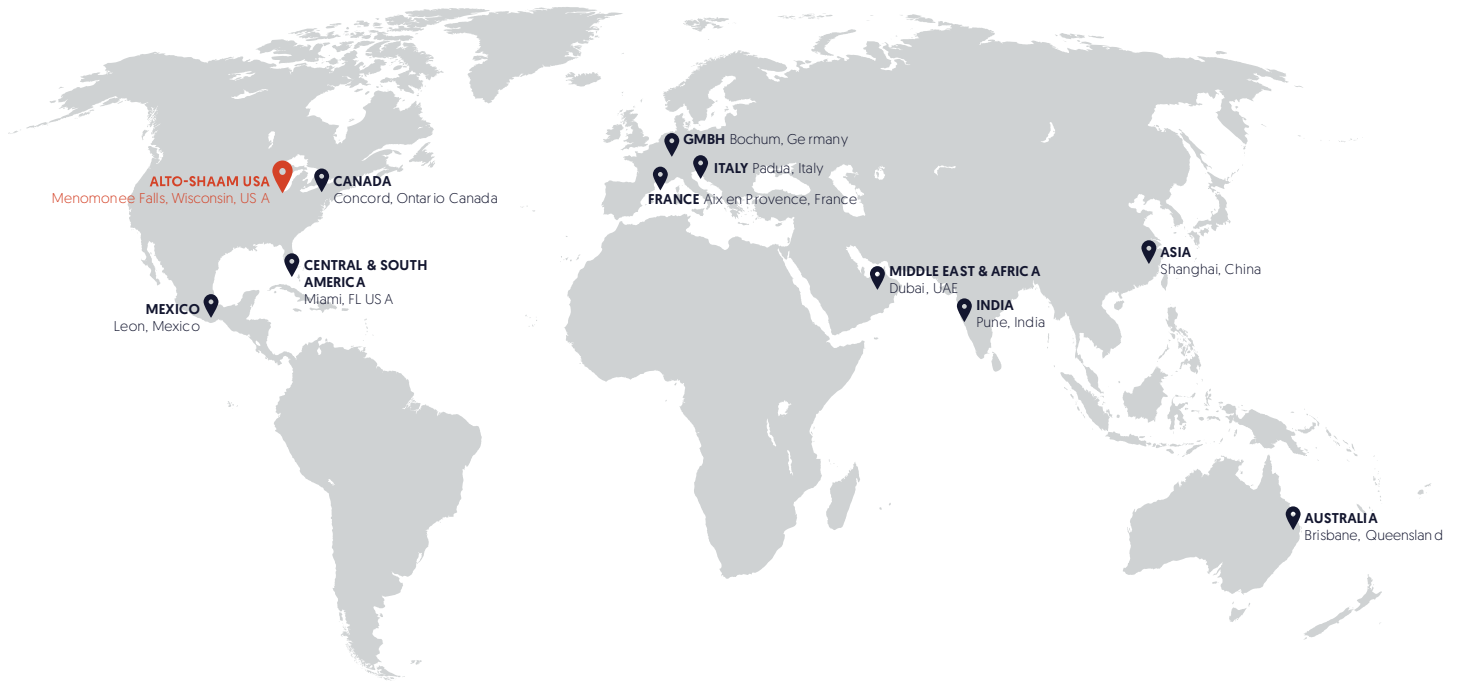 GMBH Bochum, Germany
ITALY Padua, Italy
FRANCE Aix en Provence, France
ALTO-SHAAM USA
Menomonee Falls, Wisconsin, USA
CANADA
Concord, Ontario Canada
CENTRAL & SOUTH
AMERICA
Miami, FL USA
MEXICO
Leon, Mexico
MIDDLE EAST & AFRICA
Dubai, UAE
INDIA
Pune, India
ASIA
Shanghai, China
AUSTRALIA
Brisbane, Queensland